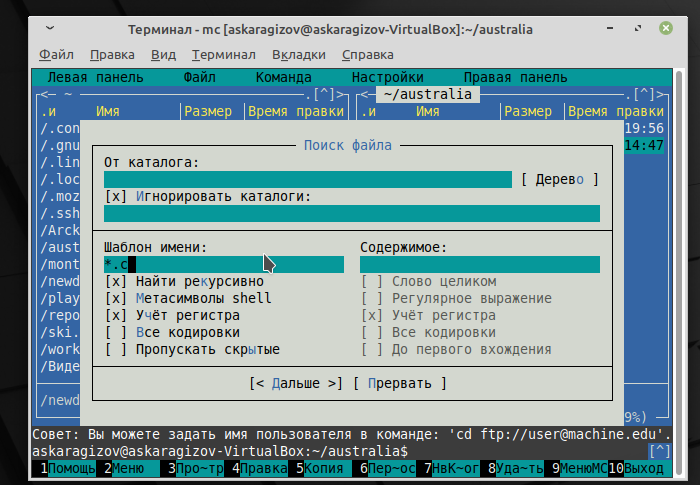 Терминал - mc [askaragizov@askaragizov-VirtualBox]:~/australia
Файл Правка Вид Терминал Вкладки Справка
Левая панель Файл Команда Настройки Правая панель
<─ ~ .[^]> <─ ~/australia .[^]>
.и Имя Размер Время правки .и Имя Размер Время правки
/.con 19:56
/.gnu 14:47
/.lin
/.loc
/.moz
/.ssh
/Arck
/aust
/mont
/newd
/play
/repo
/ski.
/work
/Виде
/newd 9%)
Поиск файла
От каталога:
[ Дерево ]
[x] Игнорировать каталоги:
Шаблон имени: Содержимое:
*.c
[x] Найти рекурсивно [ ] Слово целиком
[x] Метасимволы shell [ ] Регулярное выражение
[x] Учёт регистра [x] Учёт регистра
[ ] Все кодировки [ ] Все кодировки
[ ] Пропускать скрытые [ ] До первого вхождения
[< Дальше >] [ Прервать ]
Совет: Вы можете задать имя пользователя в команде: 'cd ftp://user@machine.edu'.
askaragizov@askaragizov-VirtualBox:~/australia$ [^]
1Помощь 2Меню 3Про~тр 4Правка 5Копия 6Пер~ос 7НвК~ог 8Уда~ть 9МенюMC 10Выход